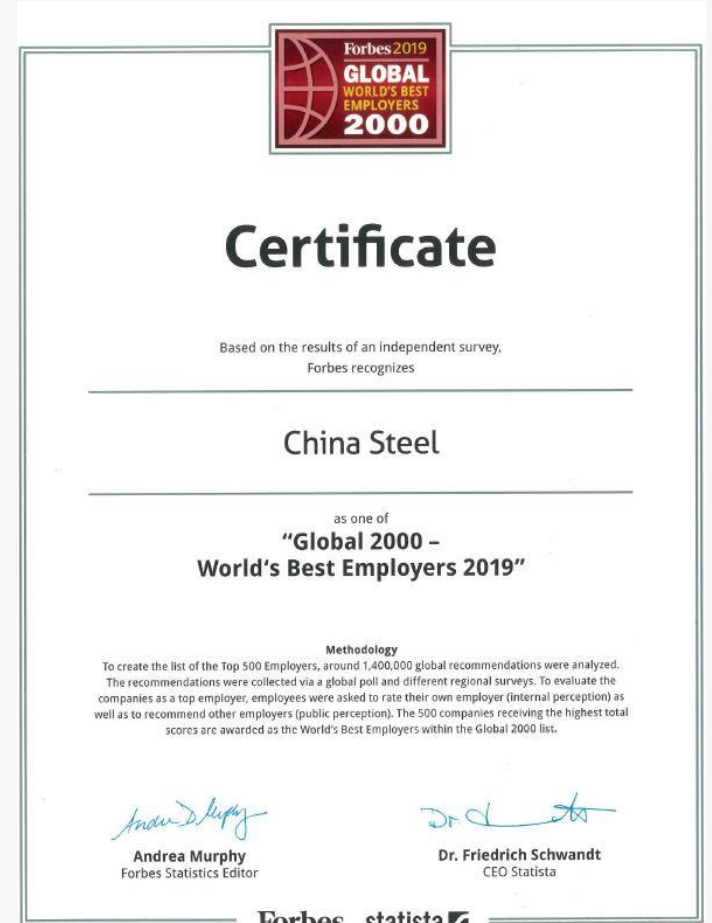 Forbes 2019
GLOBAL
WORLD'S BEST
EMPLOYERS
2000
Certificate
Based on the results of an independent survey,
Forbes recognizes
China Steel
as one of
“Global 2000 –
World‘s Best Employers 2019”
Methodology
To create the list of the Top 500 Employers, around 1,400,000 global recommendations were analyzed.
The recommendations were collected via a global poll and different regional surveys. To evaluate the
companies as a top employer, employees were asked to rate their own employer (internal perception) as
well as to recommend other employers (public perception). The 500 companies receiving the highest total
scores are awarded as the World's Best Employers within the Global 2000 list.
Andrea Murphy
Forbes Statistics Editor
Dr. Friedrich Schwandt
CEO Statista
Forbes statista